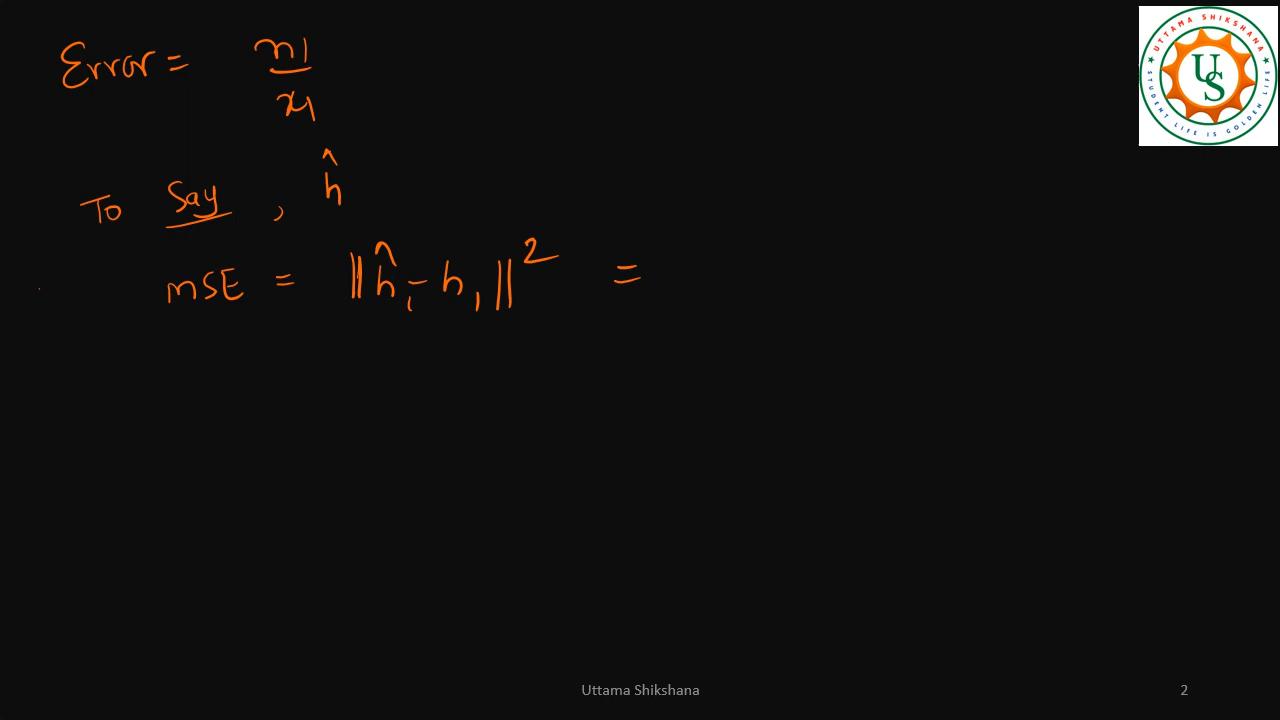 Error = n1
x1
To Say , ĥ
MSE = ||ĥ₁ - h₁||² =
UTTAMA SHIKSHANA
US
STUDENT LIFE IS GOLDEN LIFE
Uttama Shikshana 2